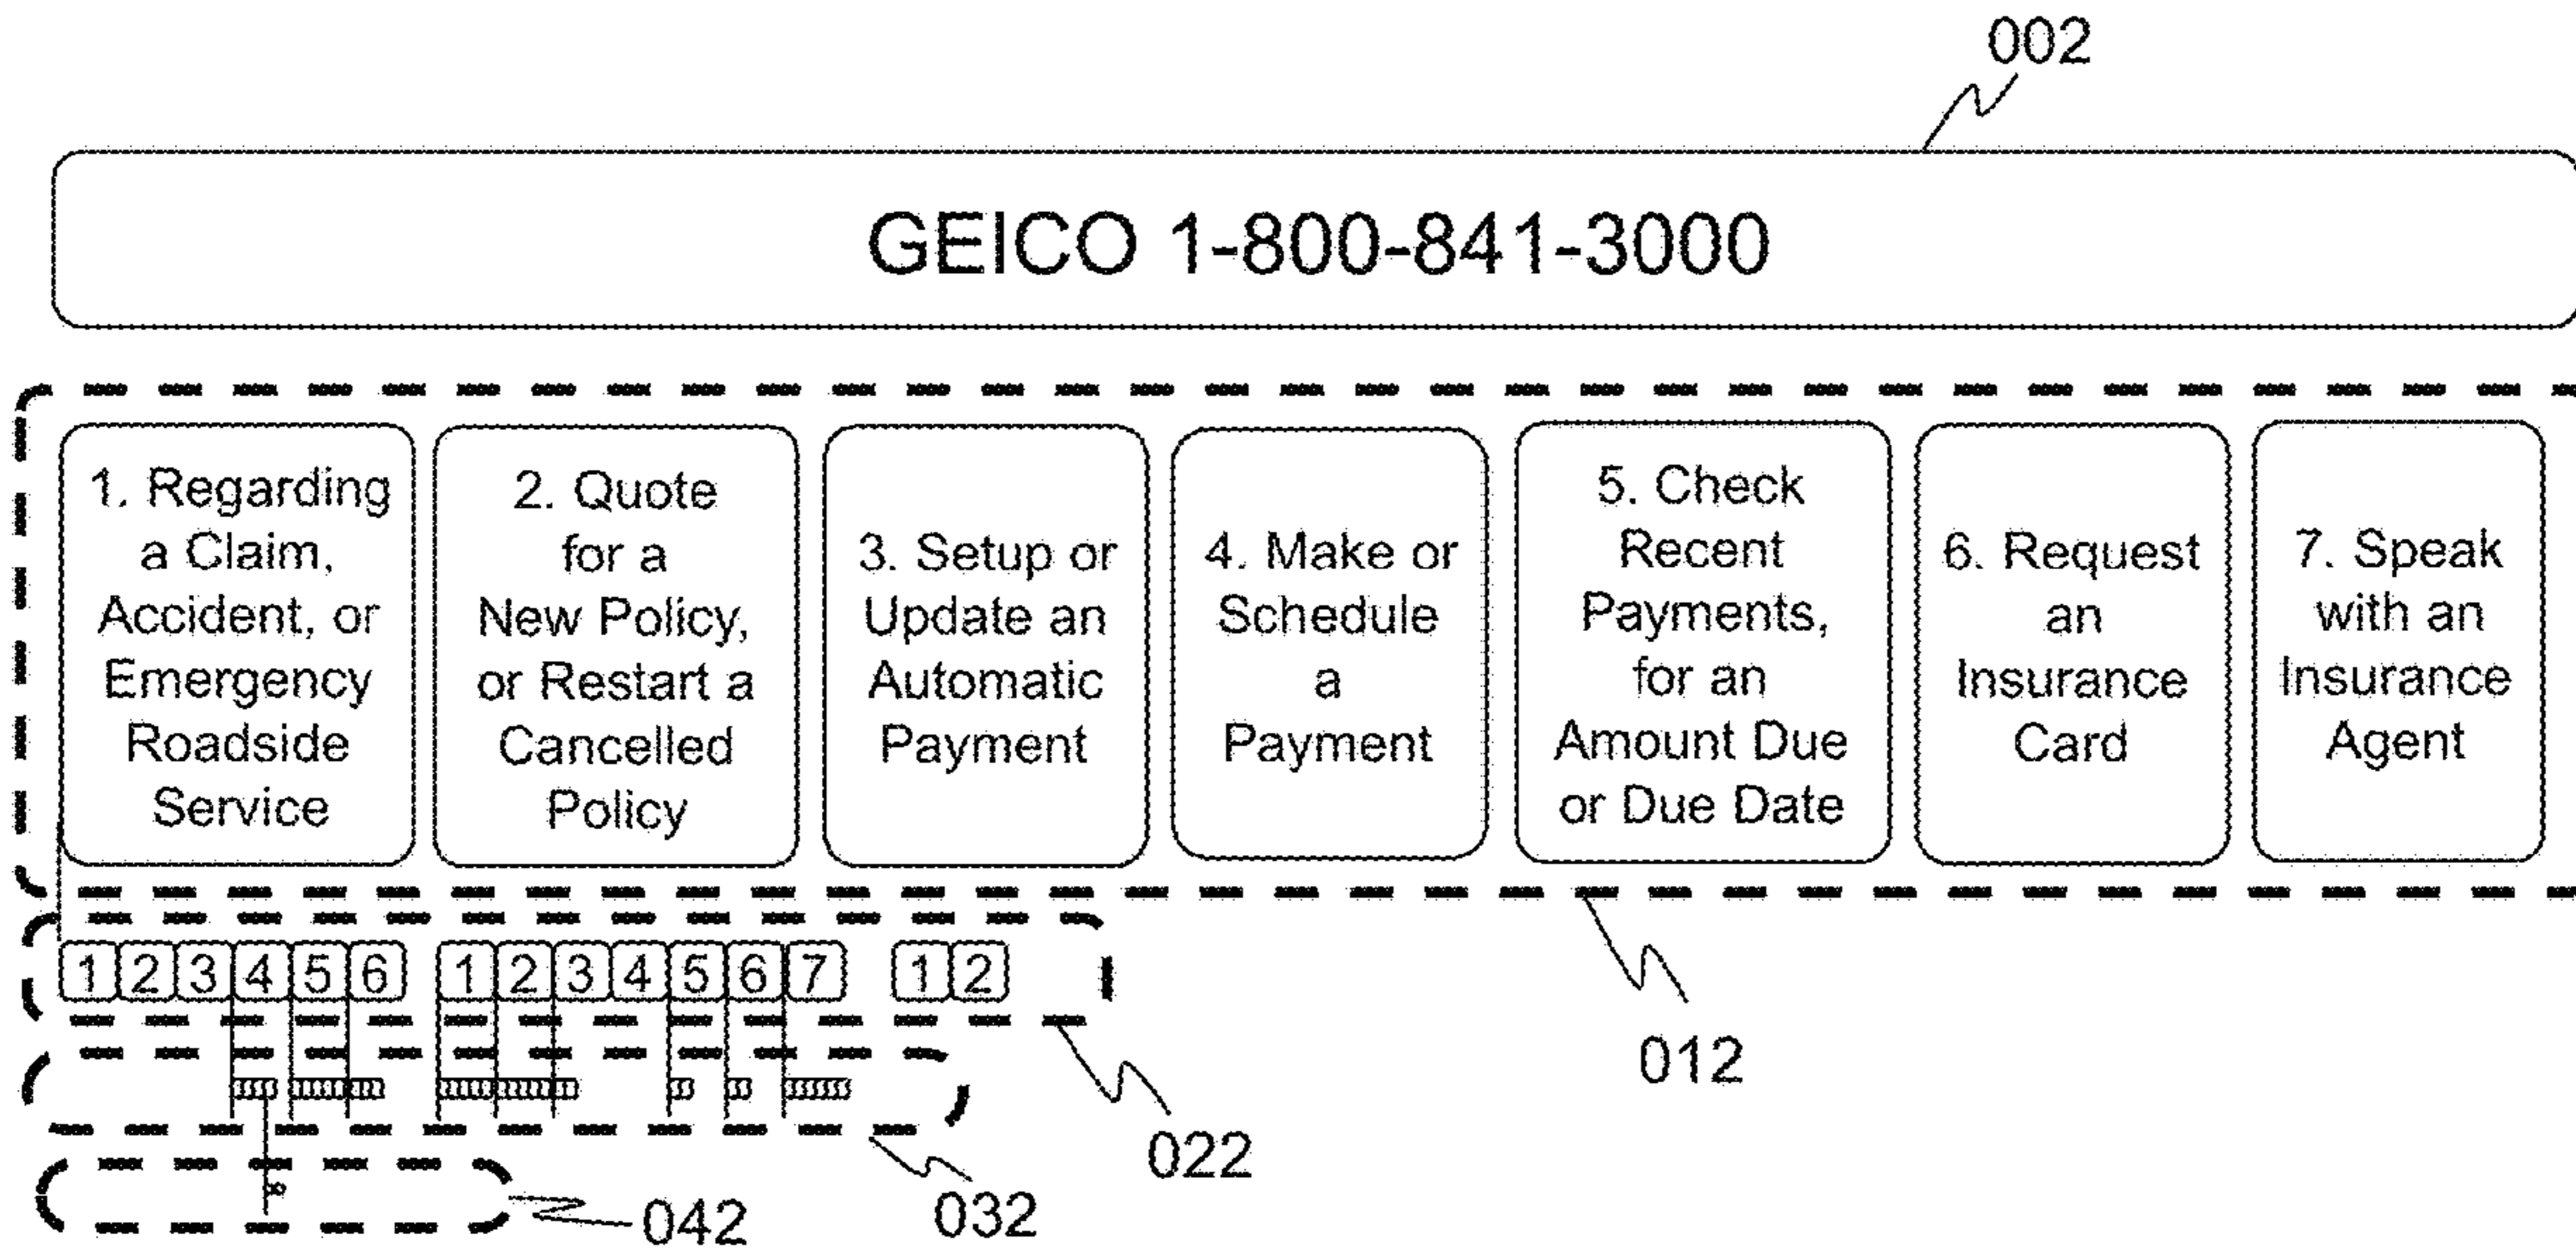 002
GEICO 1-800-841-3000
1. Regarding
a Claim,
Accident, or
Emergency
Roadside
Service
2. Quote
for a
New Policy,
or Restart a
Cancelled
Policy
3. Setup or
Update an
Automatic
Payment
4. Make or
Schedule
a
Payment
5. Check
Recent
Payments,
for an
Amount Due
or Due Date
6. Request
an
Insurance
Card
7. Speak
with an
Insurance
Agent
1 2 3 4 5 6 1 2 3 4 5 6 7 1 2
012
022
032
042